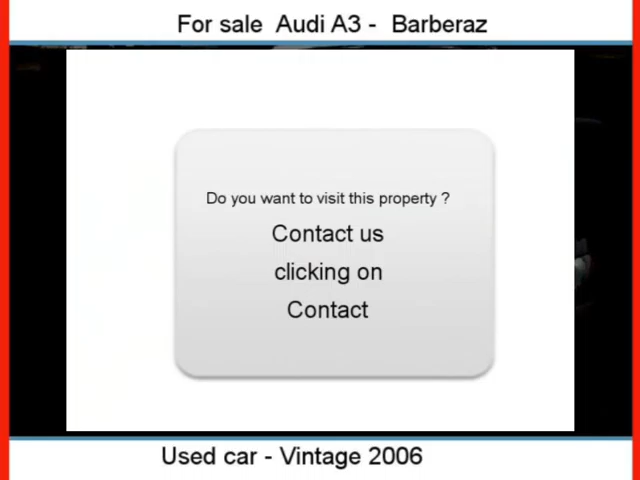 For sale  Audi A3 -  Barberaz
Do you want to visit this property ?
Contact us
clicking on
Contact
Used car - Vintage 2006